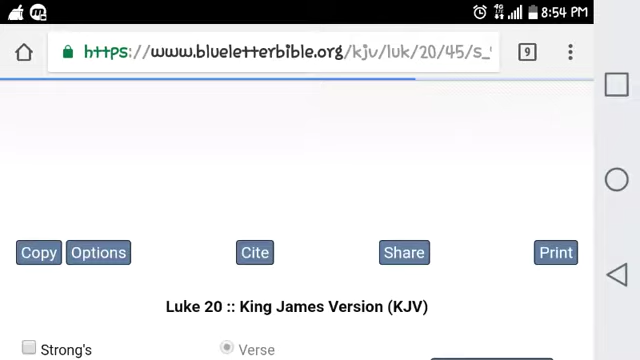 8:54 PM
https://www.blueletterbible.org/kjv/luk/20/45/s_
9
Copy Options Cite Share Print
Luke 20 :: King James Version (KJV)
Strong's Verse